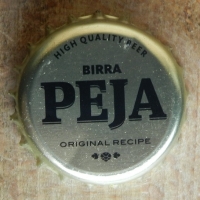 HIGH QUALITY BEER
BIRRA
PEJA
ORIGINAL RECIPE